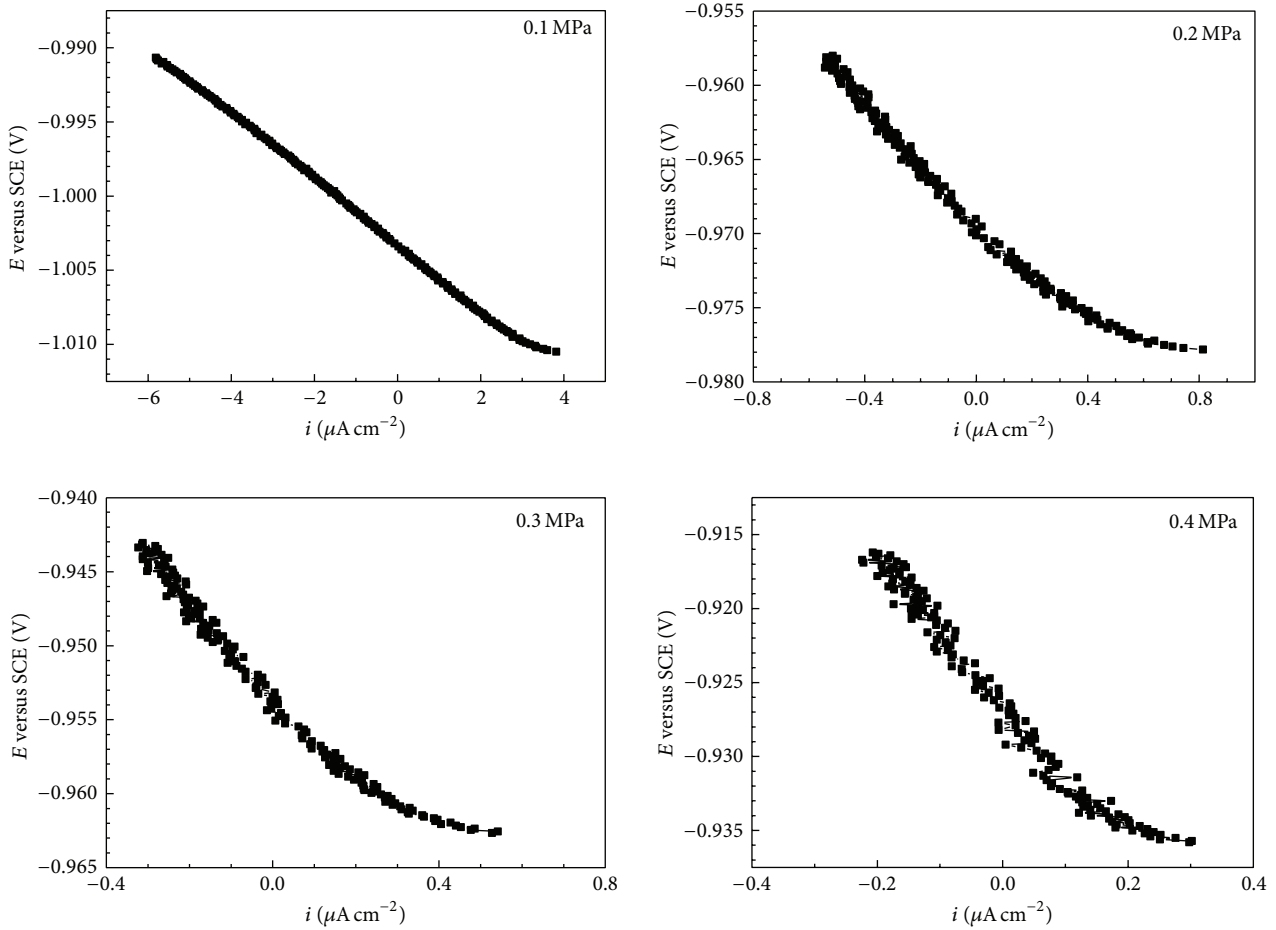 0.1 MPa
−0.990
−0.995
−1.000
−1.005
−1.010
E versus SCE (V)
−6 −4 −2 0 2 4
i (μA cm−2)
0.2 MPa
−0.955
−0.960
−0.965
−0.970
−0.975
−0.980
E versus SCE (V)
−0.8 −0.4 0.0 0.4 0.8
i (μA cm−2)
0.3 MPa
−0.940
−0.945
−0.950
−0.955
−0.960
−0.965
E versus SCE (V)
−0.4 0.0 0.4 0.8
i (μA cm−2)
0.4 MPa
−0.915
−0.920
−0.925
−0.930
−0.935
E versus SCE (V)
−0.4 −0.2 0.0 0.2 0.4
i (μA cm−2)